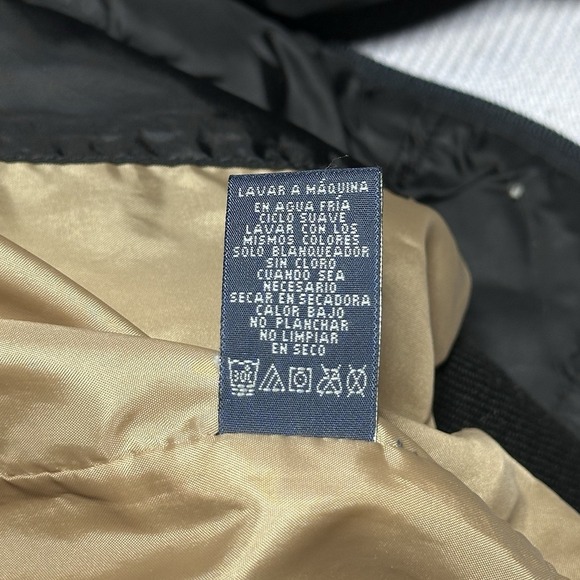 LAVAR A MÁQUINA
EN AGUA FRÍA
CICLO SUAVE
LAVAR CON LOS
MISMOS COLORES
SOLO BLANQUEADOR
SIN CLORO
CUANDO SEA
NECESARIO
SECAR EN SECADORA
CALOR BAJO
NO PLANCHAR
NO LIMPIAR
EN SECO
30C